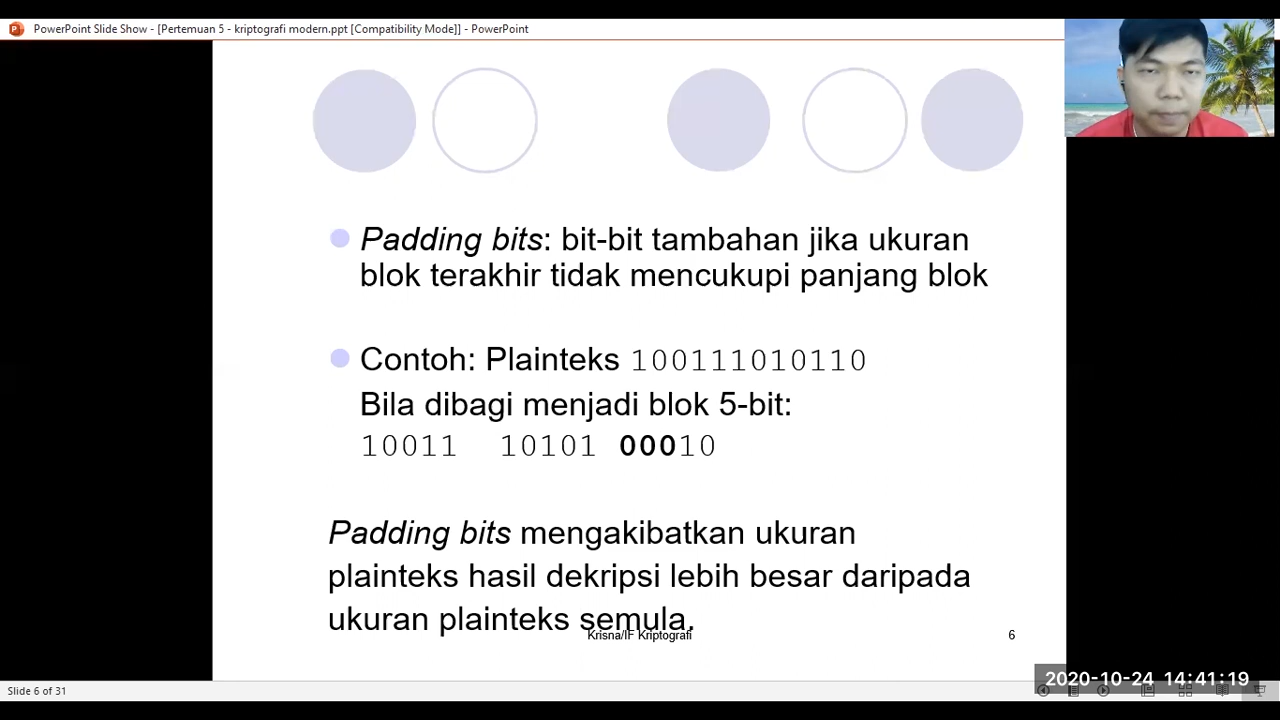 PowerPoint Slide Show - [Pertemuan 5 - kriptografi modern.ppt [Compatibility Mode]] - PowerPoint
Padding bits: bit-bit tambahan jika ukuran
blok terakhir tidak mencukupi panjang blok
Contoh: Plainteks 100111010110
Bila dibagi menjadi blok 5-bit:
10011 10101 00010
Padding bits mengakibatkan ukuran
plainteks hasil dekripsi lebih besar daripada
ukuran plainteks semula.
Krisna/IF Kriptografi
6
Slide 6 of 31
2020-10-24 14:41:19